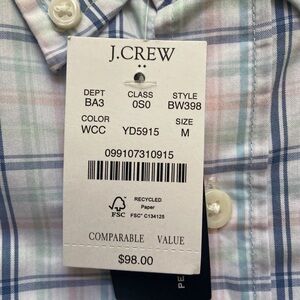 J.CREW
DEPT CLASS STYLE
BA3 0S0 BW398
COLOR SIZE
WCC YD5915 M
099107310915
RECYCLED
Paper
FSC FSC® C134125
COMPARABLE VALUE
$98.00
PE